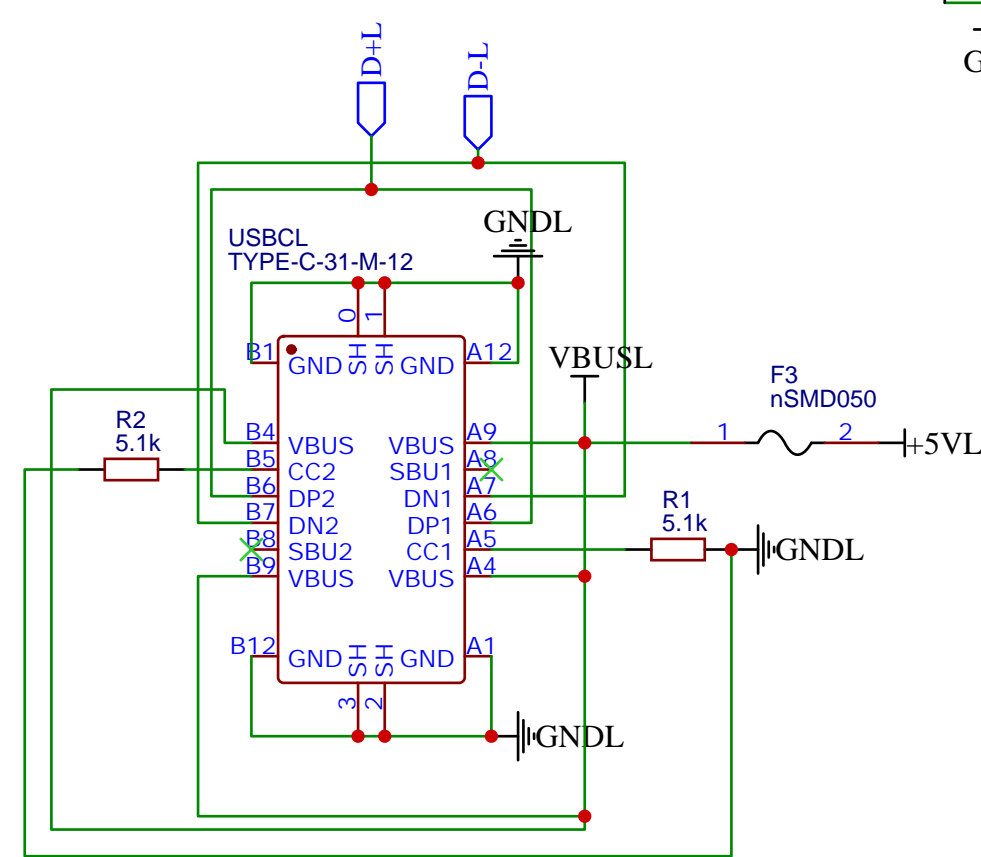 D+L
D-L
G
GNDL
USBCL
TYPE-C-31-M-12
0
1
B1
GND
SH
SH
GND
A12
VBUSL
F3
nSMD050
R2
5.1k
1
2
+5VL
B4
VBUS
VBUS
A9
B5
CC2
SBU1
A8
B6
DP2
DN1
A7
B7
DN2
DP1
A6
B8
SBU2
CC1
A5
B9
VBUS
VBUS
A4
R1
5.1k
GNDL
B12
GND
SH
SH
GND
A1
3
2
GNDL